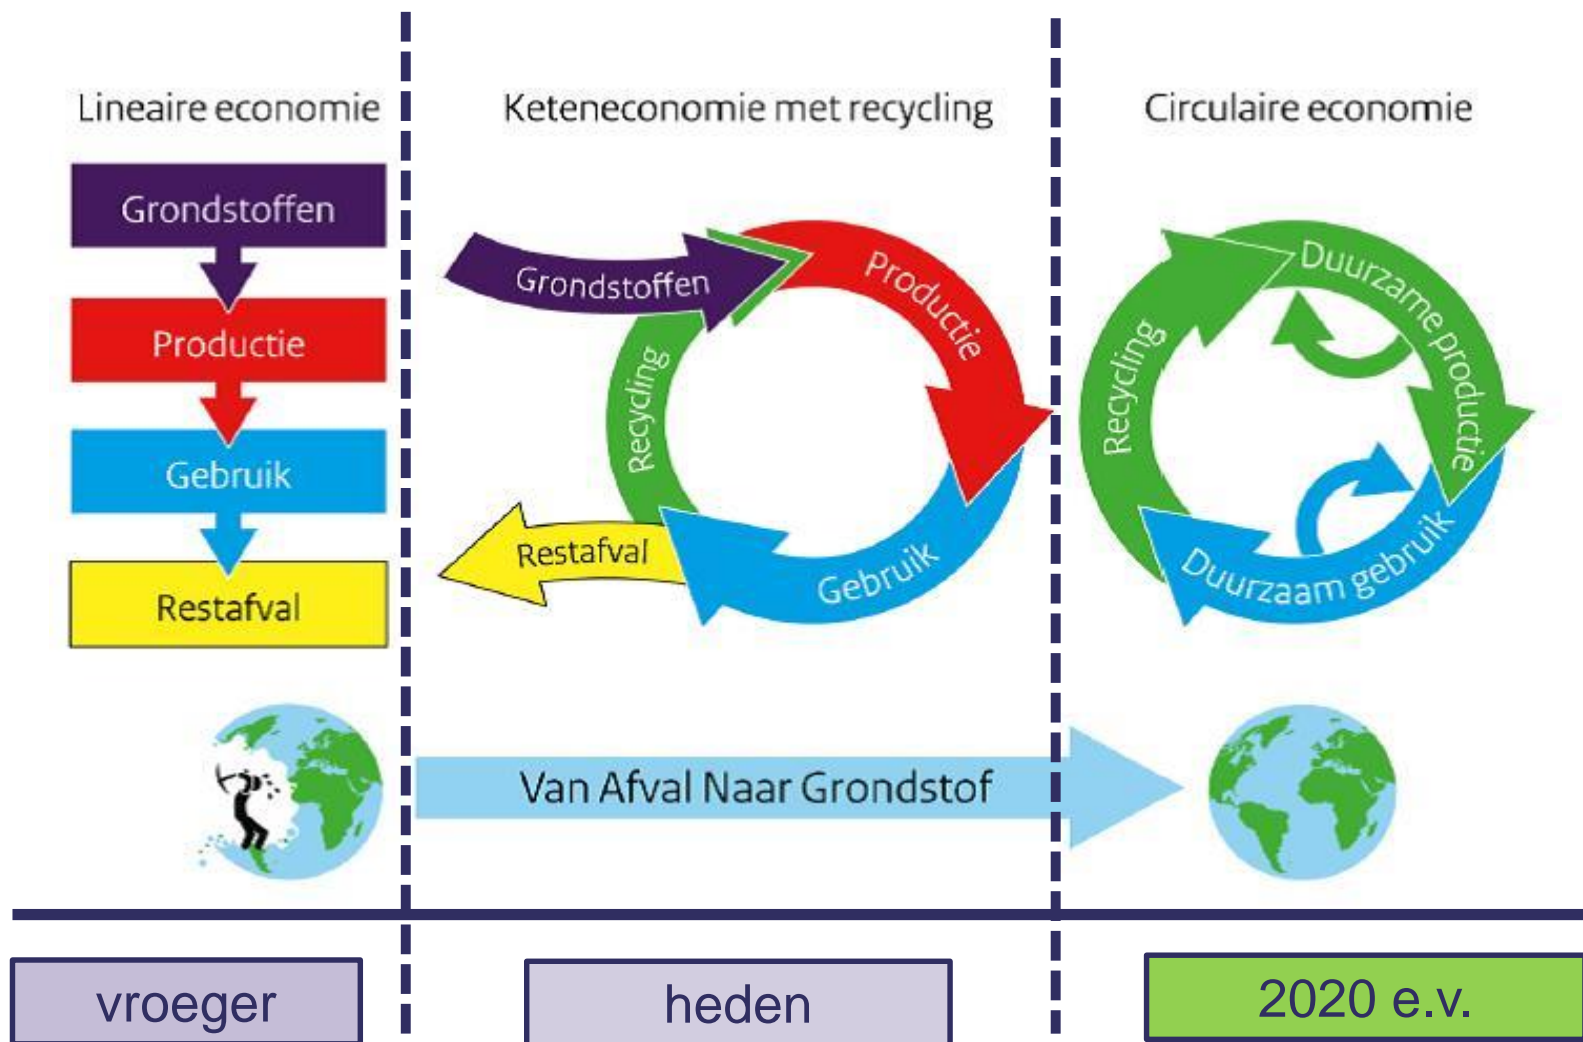 Lineaire economie
Grondstoffen
Productie
Gebruik
Restafval
Keteneconomie met recycling
Grondstoffen
Productie
Gebruik
Recycling
Restafval
Circulaire economie
Duurzame productie
Duurzaam gebruik
Recycling
Van Afval Naar Grondstof
vroeger
heden
2020 e.v.